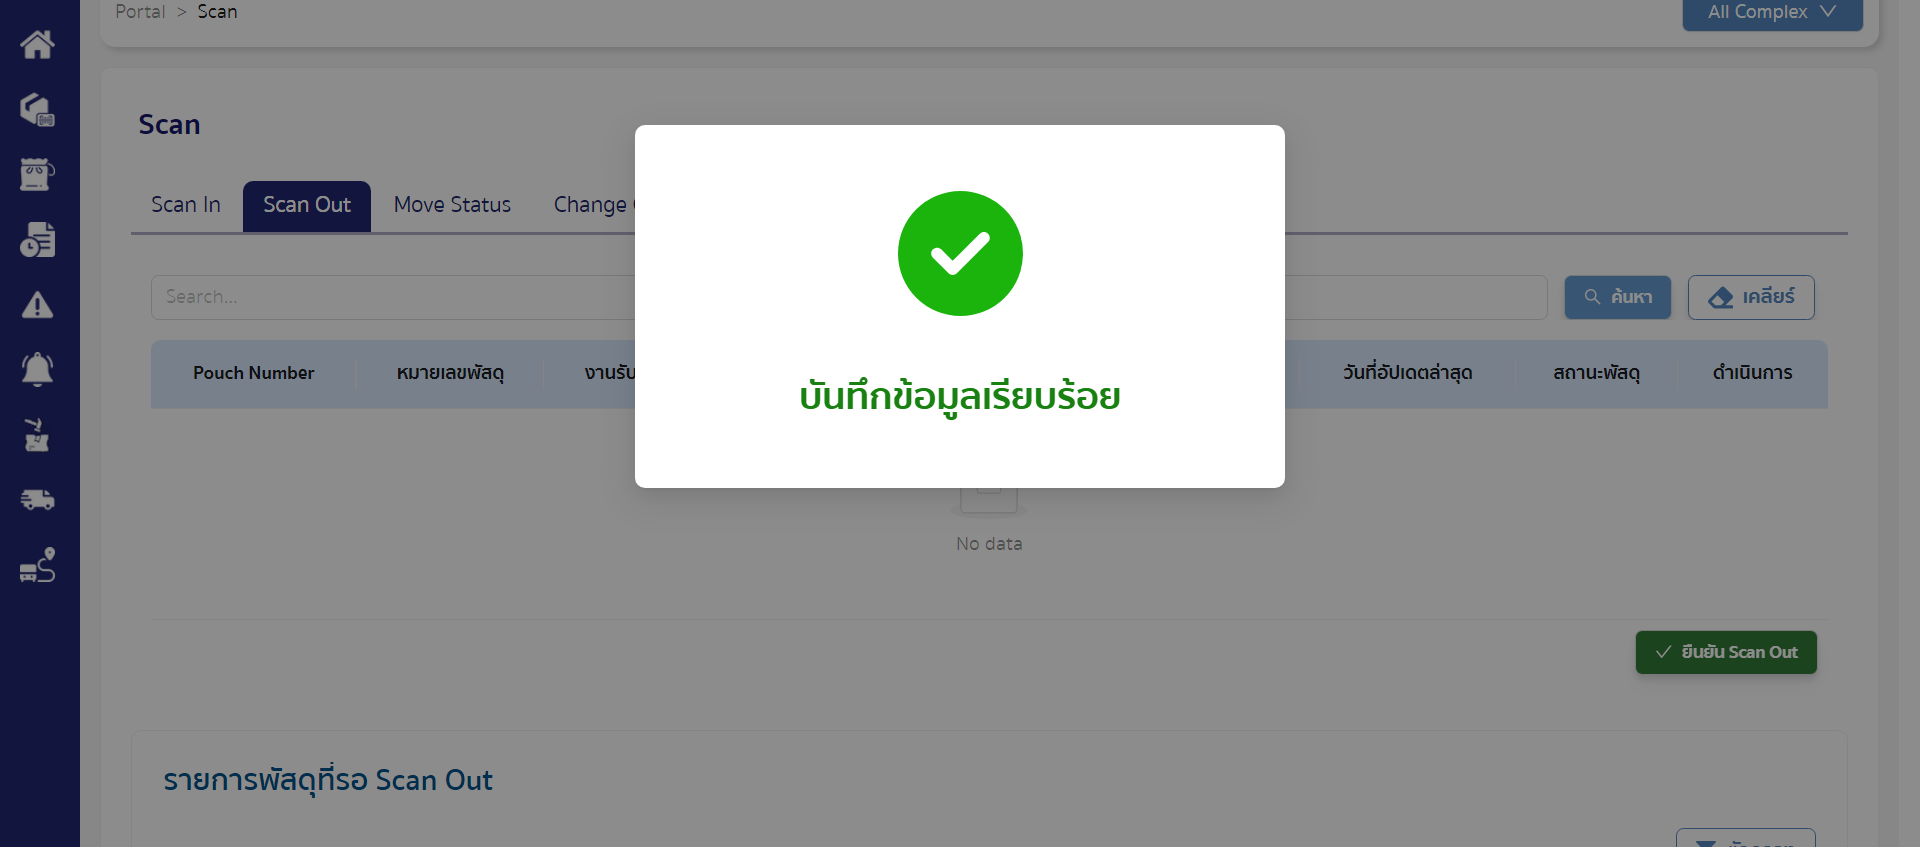 Portal > Scan
All Complex
Scan
Scan In
Scan Out
Move Status
Change
Search...
ค้นหา
เคลียร์
Pouch Number
หมายเลขพัสดุ
งานรับ
วันที่อัปเดตล่าสุด
สถานะพัสดุ
ดำเนินการ
บันทึกข้อมูลเรียบร้อย
No data
ยืนยัน Scan Out
รายการพัสดุที่รอ Scan Out